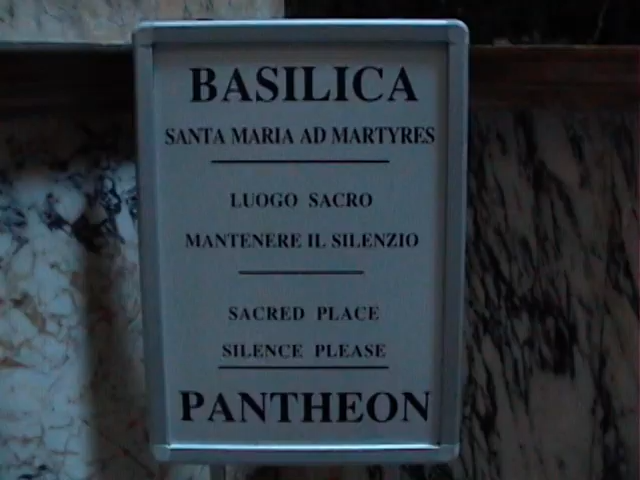 BASILICA
SANTA MARIA AD MARTYRES
LUOGO SACRO
MANTENERE IL SILENZIO
SACRED PLACE
SILENCE PLEASE
PANTHEON